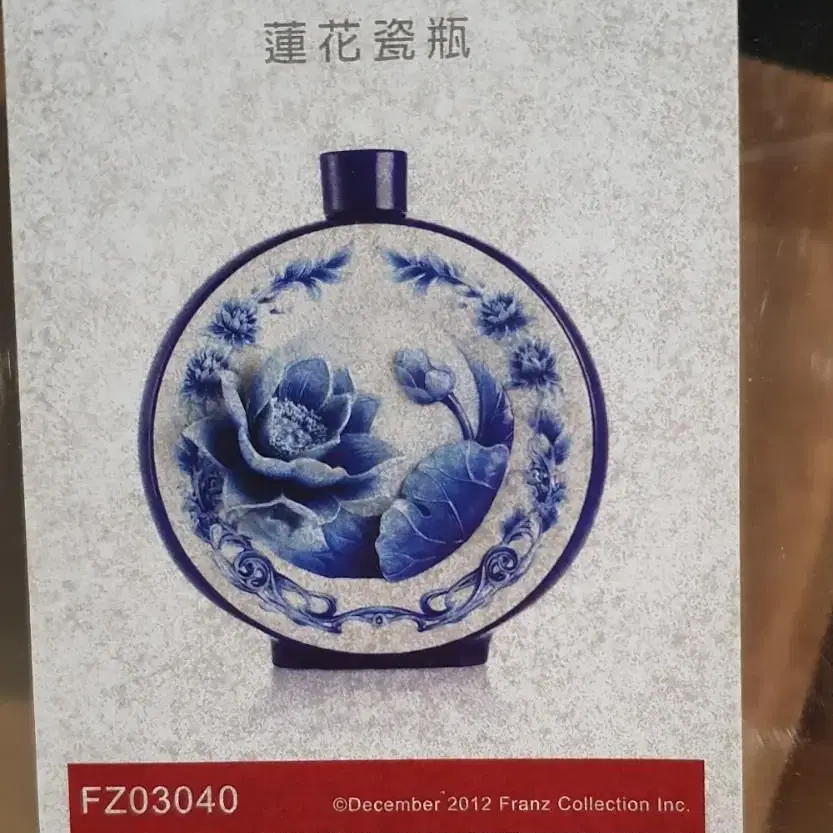 蓮花瓷瓶
FZ03040
©December 2012 Franz Collection Inc.